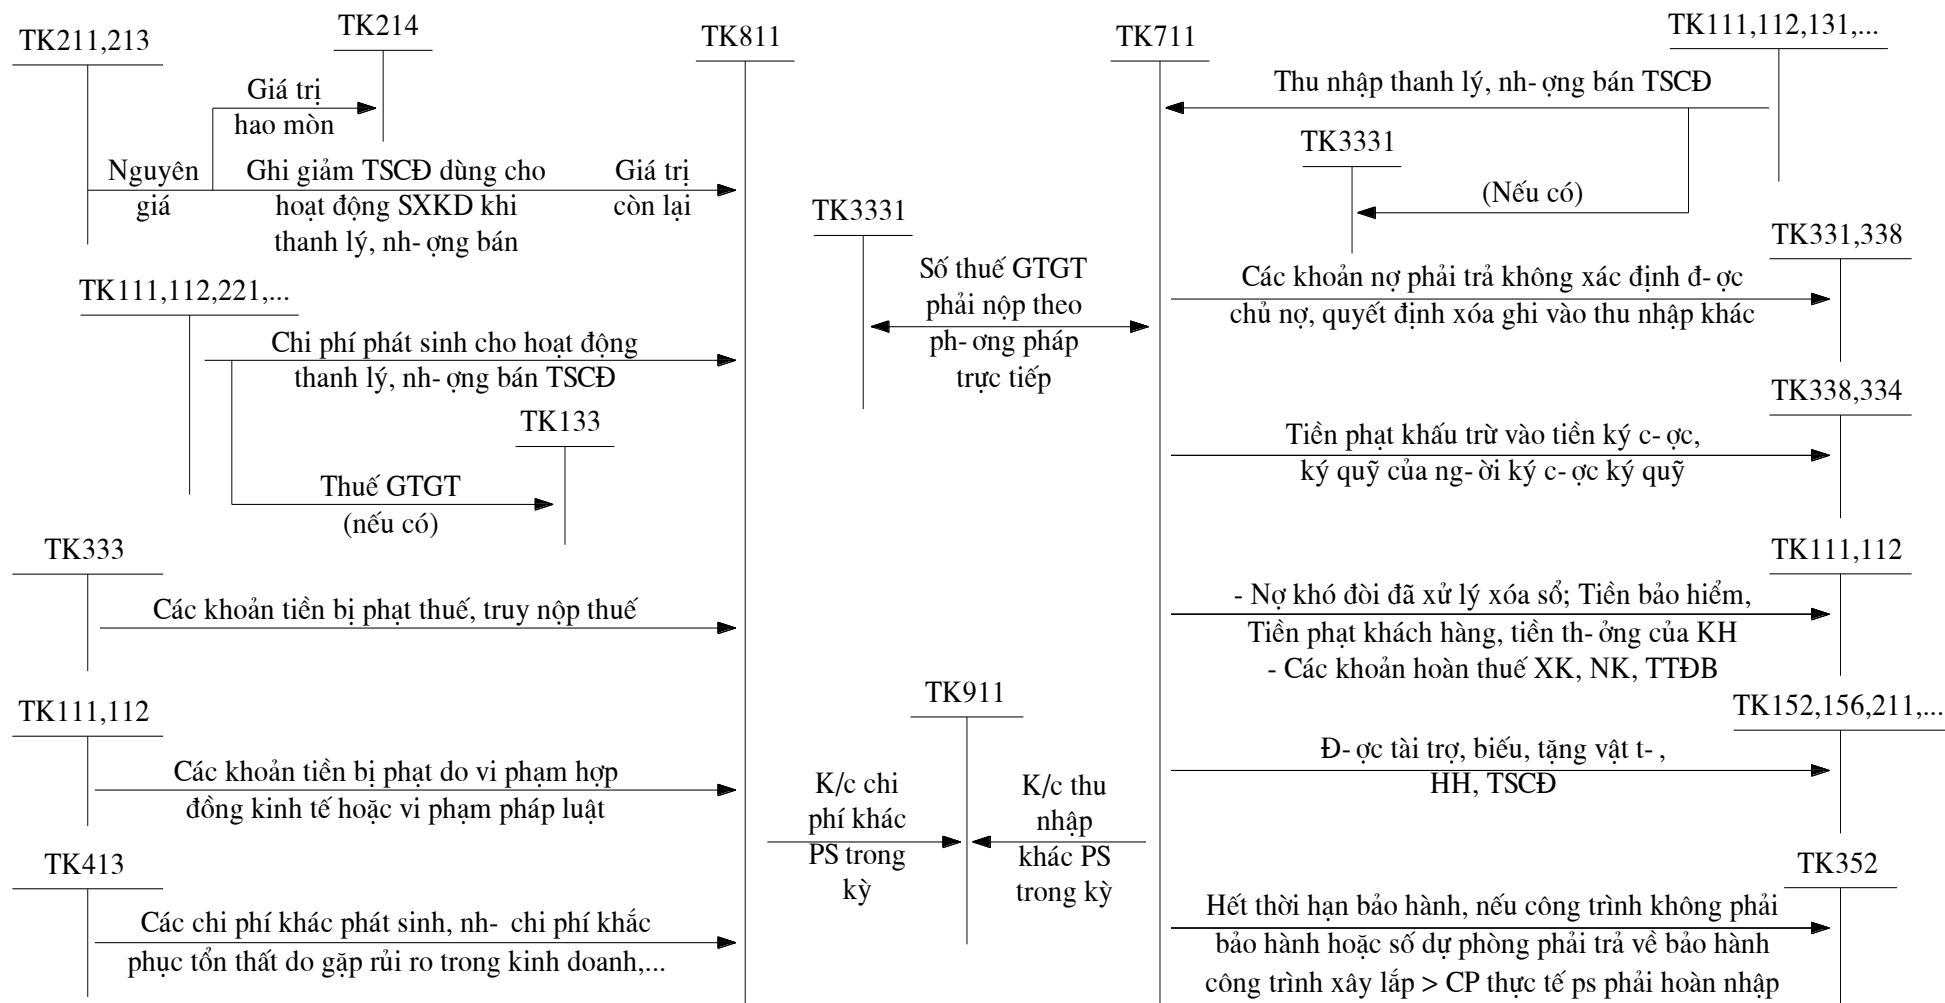 TK211,213
TK214
TK811
TK711
TK111,112,131,...
Giá trị
hao mòn
Thu nhập thanh lý, nh- ợng bán TSCĐ
TK3331
(Nếu có)
Nguyên
giá
Ghi giảm TSCĐ dùng cho
hoạt động SXKD khi
thanh lý, nh- ợng bán
Giá trị
còn lại
TK3331
TK331,338
Số thuế GTGT
phải nộp theo
ph- ơng pháp
trực tiếp
Các khoản nợ phải trả không xác định đ- ợc
chủ nợ, quyết định xóa ghi vào thu nhập khác
TK111,112,221,...
Chi phí phát sinh cho hoạt động
thanh lý, nh- ợng bán TSCĐ
TK133
Thuế GTGT
(nếu có)
TK338,334
Tiền phạt khấu trừ vào tiền ký c- ợc,
ký quỹ của ng- ời ký c- ợc ký quỹ
TK333
Các khoản tiền bị phạt thuế, truy nộp thuế
TK111,112
- Nợ khó đòi đã xử lý xóa sổ; Tiền bảo hiểm,
Tiền phạt khách hàng, tiền th- ởng của KH
- Các khoản hoàn thuế XK, NK, TTĐB
TK911
TK111,112
Các khoản tiền bị phạt do vi phạm hợp
đồng kinh tế hoặc vi phạm pháp luật
K/c chi
phí khác
PS trong
kỳ
K/c thu
nhập
khác PS
trong kỳ
TK152,156,211,...
Đ- ợc tài trợ, biếu, tặng vật t- ,
HH, TSCĐ
TK413
Các chi phí khác phát sinh, nh-  chi phí khắc
phục tổn thất do gặp rủi ro trong kinh doanh,...
TK352
Hết thời hạn bảo hành, nếu công trình không phải
bảo hành hoặc số dự phòng phải trả về bảo hành
công trình xây lắp > CP thực tế ps phải hoàn nhập